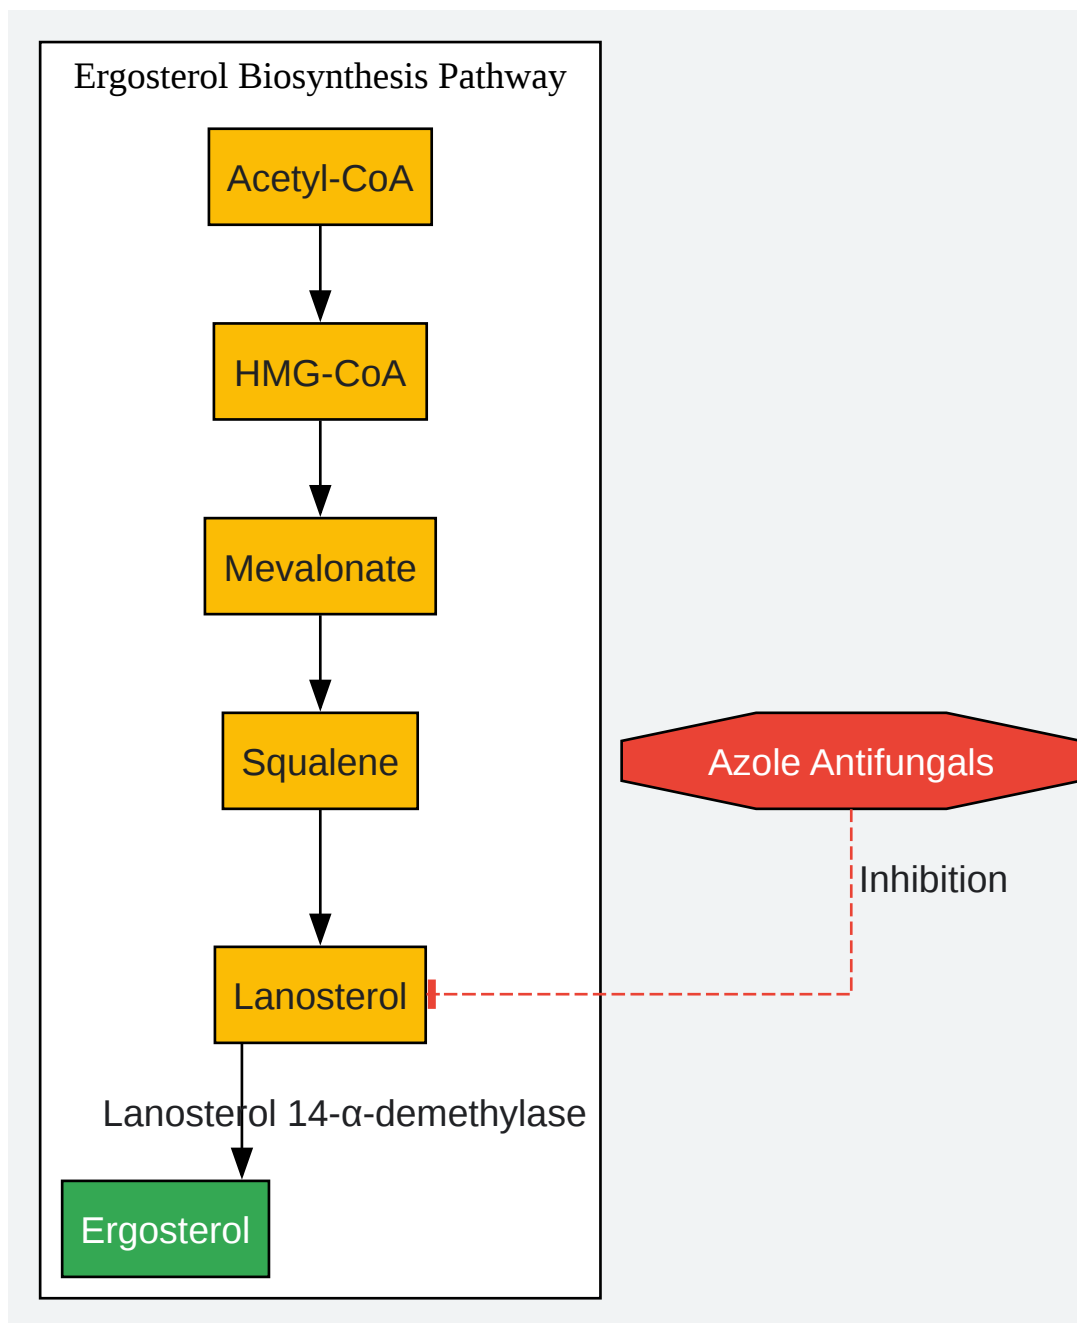 Ergosterol Biosynthesis Pathway
Acetyl-CoA
HMG-CoA
Mevalonate
Squalene
Azole Antifungals
Inhibition
Lanosterol
Lanosterol 14-α-demethylase
Ergosterol